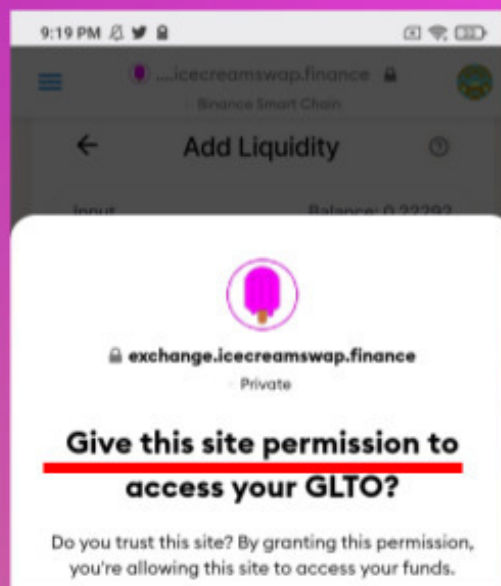 9:19 PM
...icecreamswap.finance
Binance Smart Chain
Add Liquidity
Input Balance: 0.22292
exchange.icecreamswap.finance
Private
Give this site permission to
access your GLTO?
Do you trust this site? By granting this permission,
you're allowing this site to access your funds.